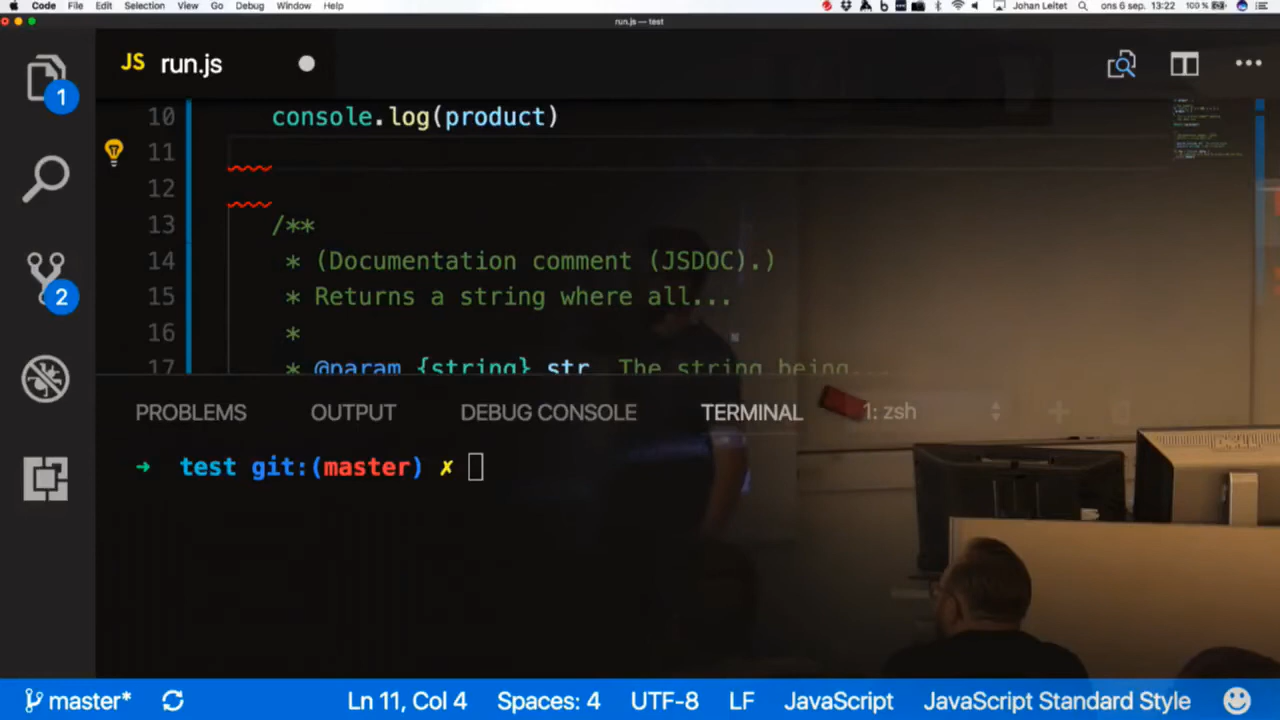 Code File Edit Selection View Go Debug Window Help Johan Leitet ons 6 sep. 13:22 100 %
run.js — test
JS run.js
1
10 console.log(product)
11
12
13 /**
14 * (Documentation comment (JSDOC).)
15 * Returns a string where all...
16 *
17 * @param {string} str The string being...
2
PROBLEMS OUTPUT DEBUG CONSOLE TERMINAL 1: zsh
→ test git:(master) ✗
DELL
master* Ln 11, Col 4 Spaces: 4 UTF-8 LF JavaScript JavaScript Standard Style